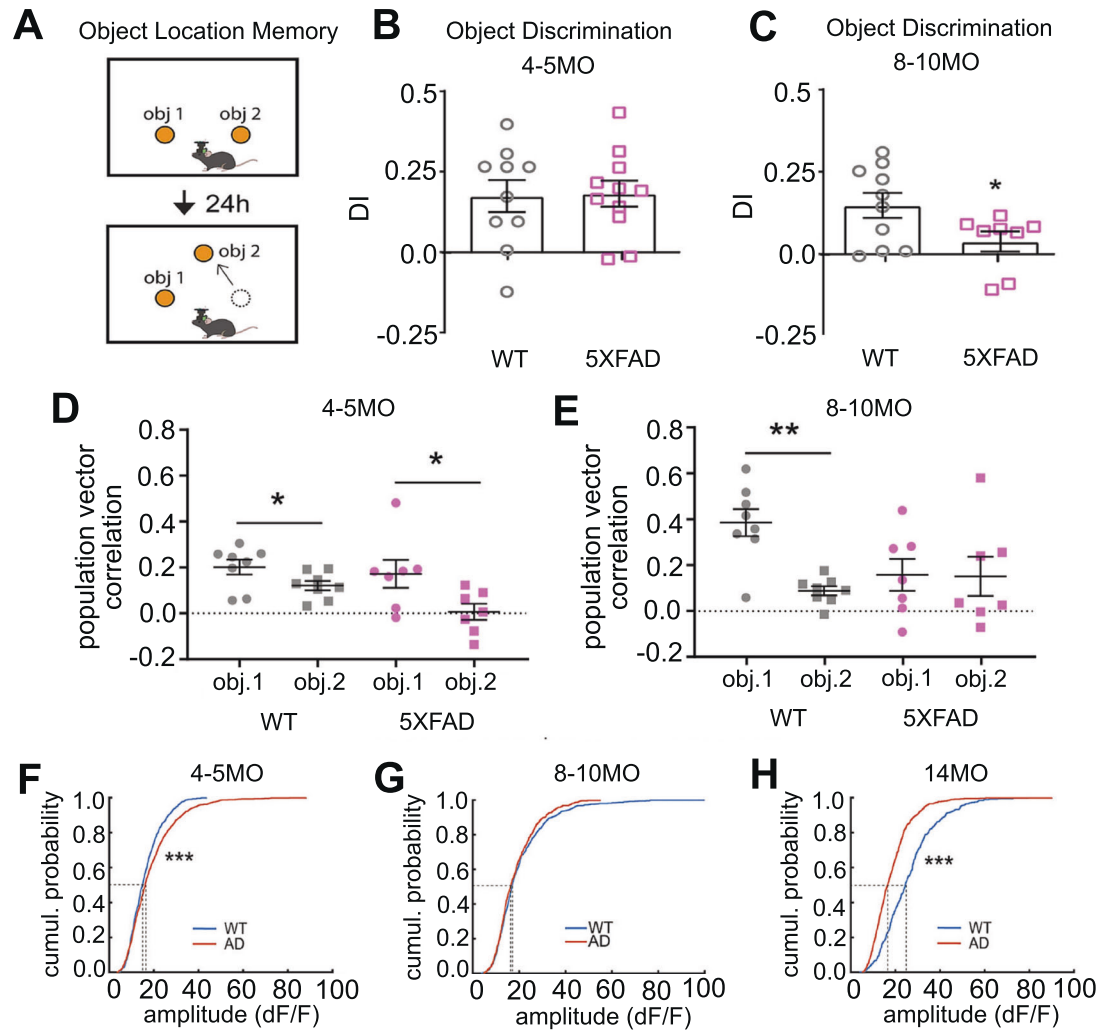 A
Object Location Memory
obj 1
obj 2
24h
obj 2
obj 1
B
Object Discrimination
4-5MO
0.5
0.25
0.0
-0.25
DI
WT
5XFAD
C
Object Discrimination
8-10MO
0.5
0.25
0.0
-0.25
DI
*
WT
5XFAD
D
4-5MO
population vector
correlation
0.8
0.6
0.4
0.2
0.0
-0.2
*
*
obj.1
obj.2
obj.1
obj.2
WT
5XFAD
E
8-10MO
population vector
correlation
0.8
0.6
0.4
0.2
0.0
-0.2
**
obj.1
obj.2
obj.1
obj.2
WT
5XFAD
F
4-5MO
cumul. probability
1.0
0.8
0.6
0.4
0.2
0.0
***
WT
AD
0 20 40 60 80 100
amplitude (dF/F)
G
8-10MO
cumul. probability
1.0
0.8
0.6
0.4
0.2
0.0
WT
AD
0 20 40 60 80 100
amplitude (dF/F)
H
14MO
cumul. probability
1.0
0.8
0.6
0.4
0.2
0.0
***
WT
AD
0 20 40 60 80 100
amplitude (dF/F)